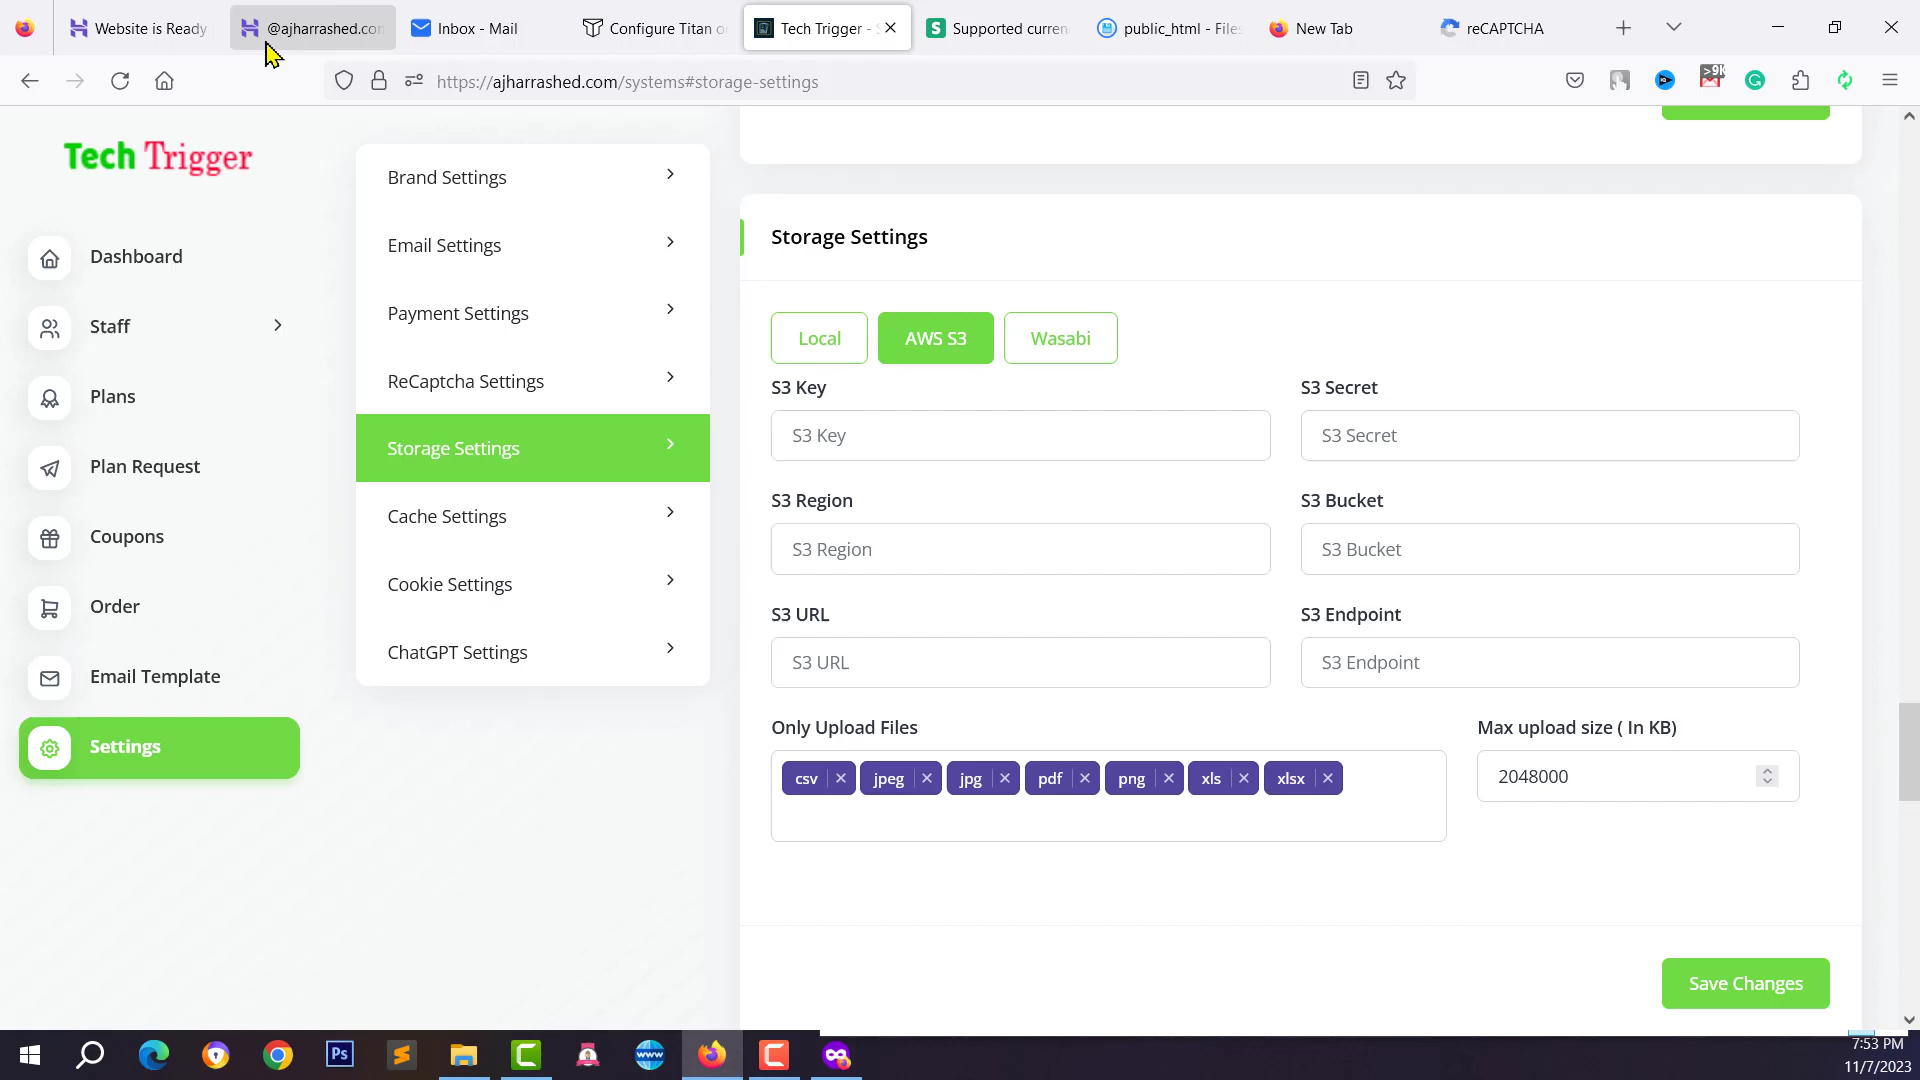 Website is Ready
@ajharrashed.com
Inbox - Mail
Configure Titan o
Tech Trigger - S
Supported curren
public_html - Files
New Tab
reCAPTCHA
https://ajharrashed.com/systems#storage-settings
>9K
Tech Trigger
Dashboard
Staff
Plans
Plan Request
Coupons
Order
Email Template
Settings
Brand Settings
Email Settings
Payment Settings
ReCaptcha Settings
Storage Settings
Cache Settings
Cookie Settings
ChatGPT Settings
Storage Settings
Local AWS S3 Wasabi
S3 Key S3 Secret
S3 Key S3 Secret
S3 Region S3 Bucket
S3 Region S3 Bucket
S3 URL S3 Endpoint
S3 URL S3 Endpoint
Only Upload Files Max upload size ( In KB)
csv × jpeg × jpg × pdf × png × xls × xlsx × 2048000
Save Changes
Ps
www
7:53 PM
11/7/2023